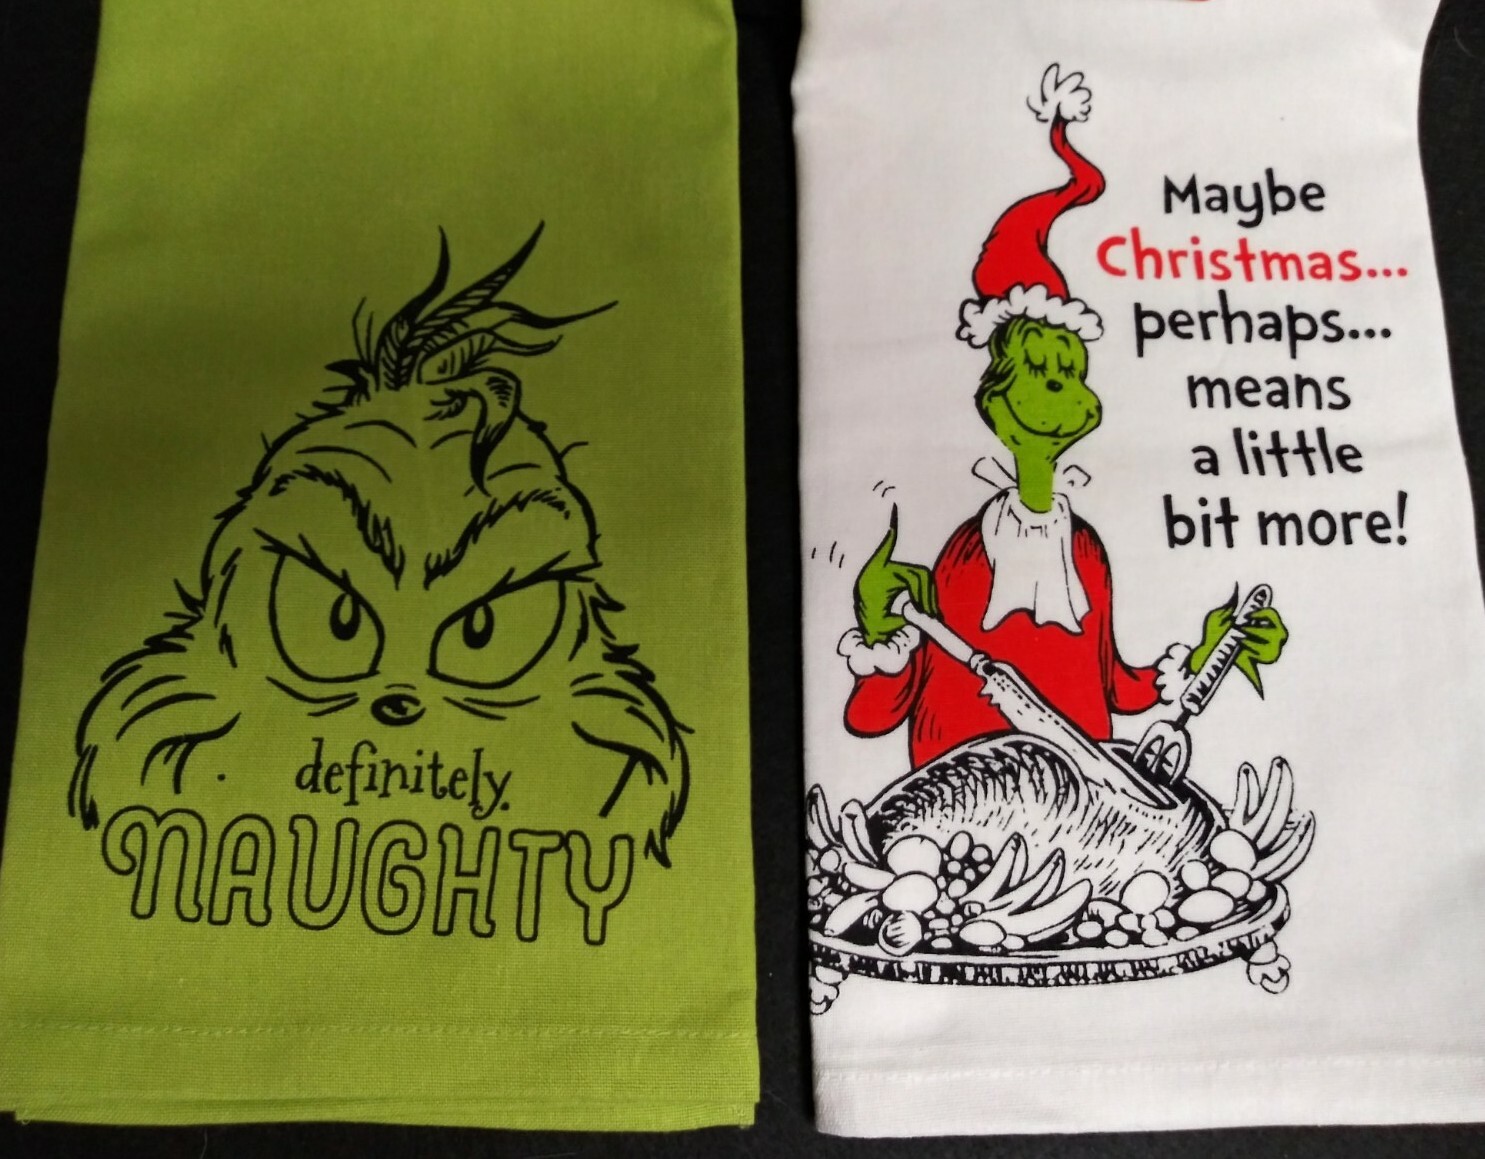 definitely.
NAUGHTY
Maybe
Christmas...
perhaps...
means
a little
bit more!